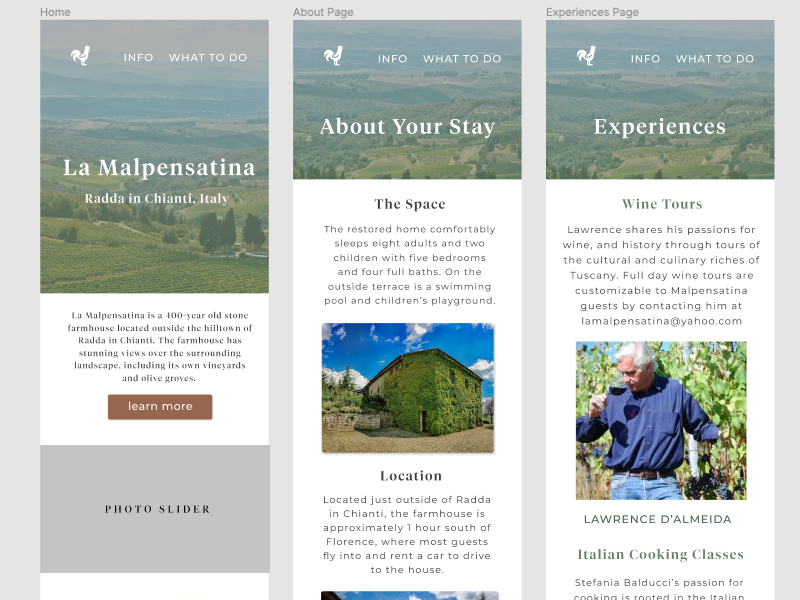 Home
INFO WHAT TO DO
La Malpensatina
Radda in Chianti, Italy
La Malpensatina is a 400-year old stone
farmhouse located outside the hilltown of
Radda in Chianti. The farmhouse has
stunning views over the surrounding
landscape, including its own vineyards
and olive groves.
learn more
PHOTO SLIDER
About Page
INFO WHAT TO DO
About Your Stay
The Space
The restored home comfortably
sleeps eight adults and two
children with five bedrooms
and four full baths. On the
outside terrace is a swimming
pool and children's playground.
Location
Located just outside of Radda
in Chianti, the farmhouse is
approximately 1 hour south of
Florence, where most guests
fly into and rent a car to drive
to the house.
Experiences Page
INFO WHAT TO DO
Experiences
Wine Tours
Lawrence shares his passions for
wine, and history through tours of
the cultural and culinary riches of
Tuscany. Full day wine tours are
customizable to Malpensatina
guests by contacting him at
lamalpensatina@yahoo.com
LAWRENCE D'ALMEIDA
Italian Cooking Classes
Stefania Balducci's passion for
cooking is rooted in the Italian